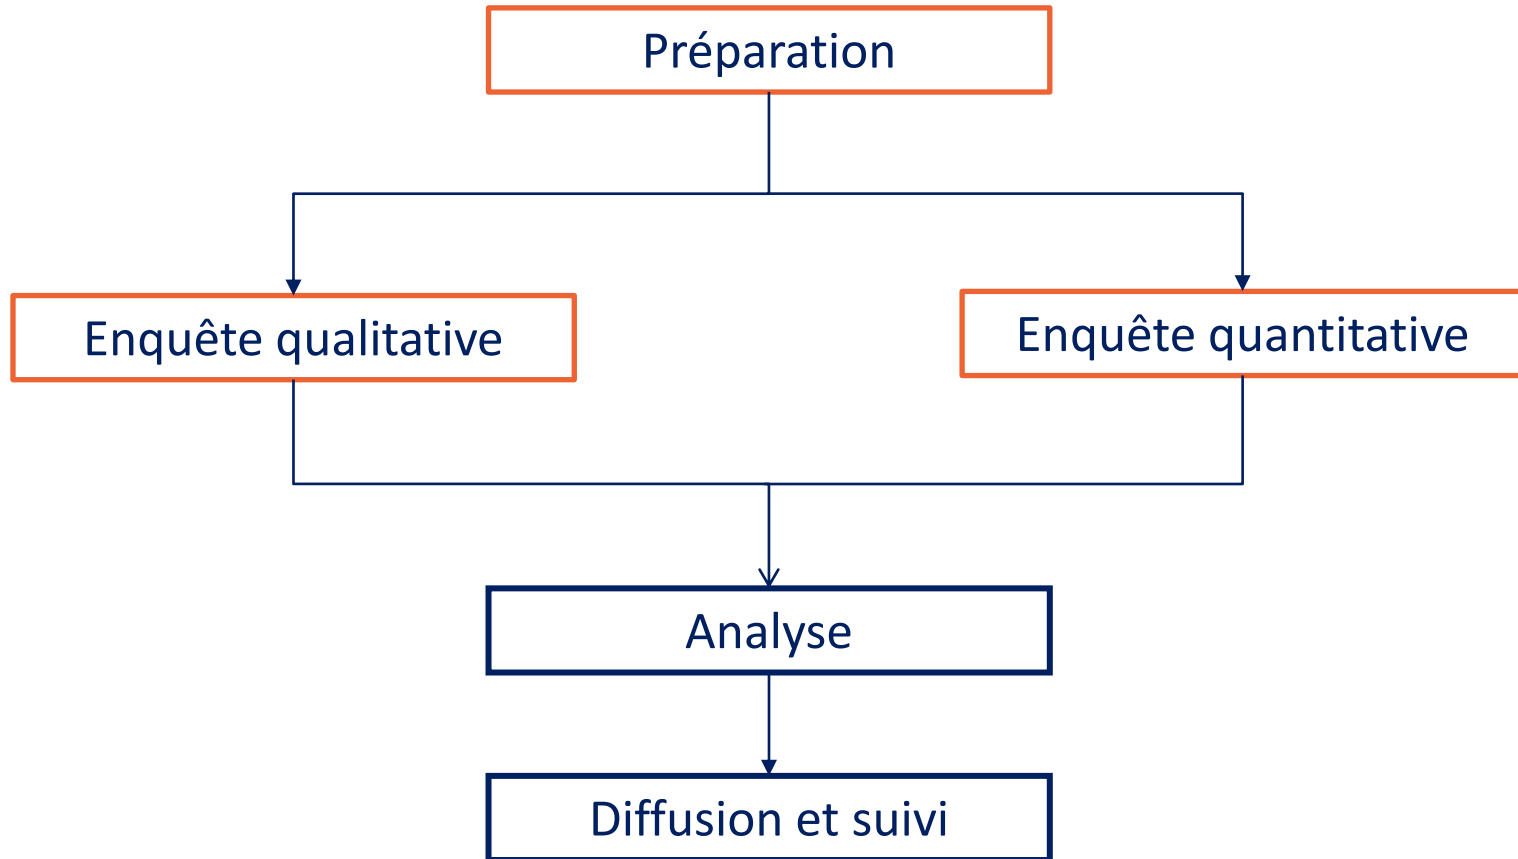 Préparation
Enquête qualitative
Enquête quantitative
Analyse
Diffusion et suivi